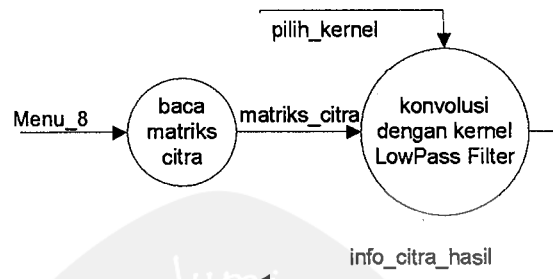 pilih_kernel
Menu_8
baca
matriks
citra
matriks_citra
konvolusi
dengan kernel
LowPass Filter
info_citra_hasil